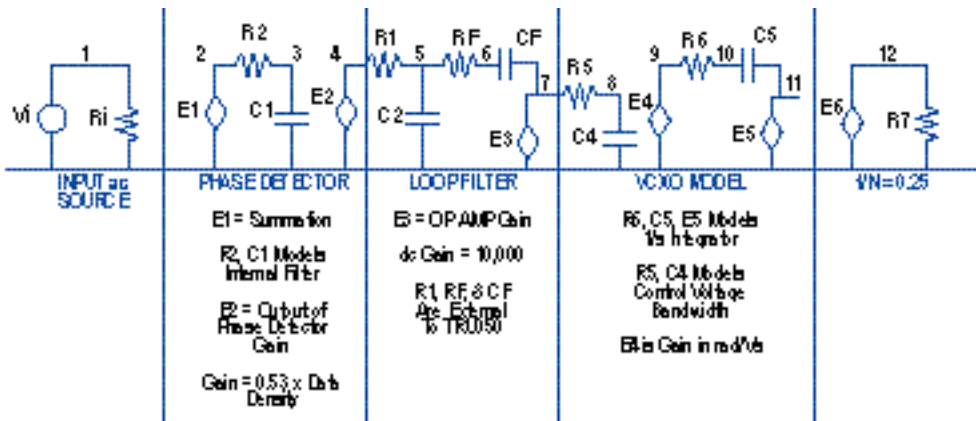 1
Vi
Ri
INPUT ac
SOURCE
2
R2
3
E1
C1
4
E2
PHASE DETECTOR
E1 = Summation
R2, C1 Models
Internal Filter
E2 = Output of
Phase Detector
Gain
Gain = 0.53 x Data
Density
R1
5
RF
6
CF
C2
7
E3
LOOP FILTER
E3 = OP AMP Gain
dc Gain = 10,000
R1, RF, & CF
Are External
To TRU050
R5
8
C4
9
R6
10
C5
11
E4
E5
VCXO MODEL
R6, C5, E5 Models
1/s Integrator
R5, C4 Models
Control Voltage
Bandwidth
E4 is Gain in rad/Vs
12
E6
R7
1/N = 0.25